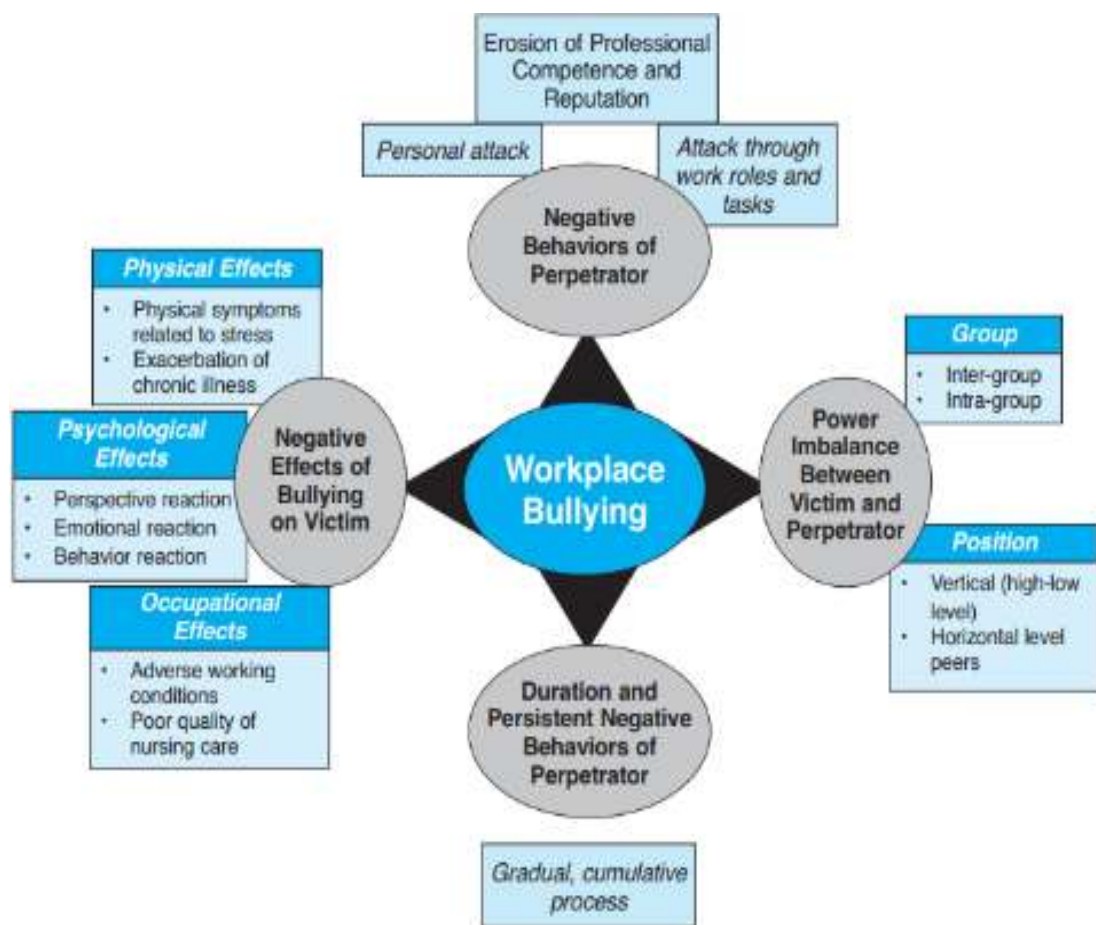 Erosion of Professional
Competence and
Reputation
Personal attack
Attack through
work roles and
tasks
Negative
Behaviors of
Perpetrator
Physical Effects
• Physical symptoms
related to stress
• Exacerbation of
chronic illness
Psychological
Effects
• Perspective reaction
• Emotional reaction
• Behavior reaction
Occupational
Effects
• Adverse working
conditions
• Poor quality of
nursing care
Negative
Effects of
Bullying
on Victim
Workplace
Bullying
Power
Imbalance
Between
Victim and
Perpetrator
Group
• Inter-group
• Intra-group
Position
• Vertical (high-low
level)
• Horizontal level
peers
Duration and
Persistent Negative
Behaviors of
Perpetrator
Gradual, cumulative
process